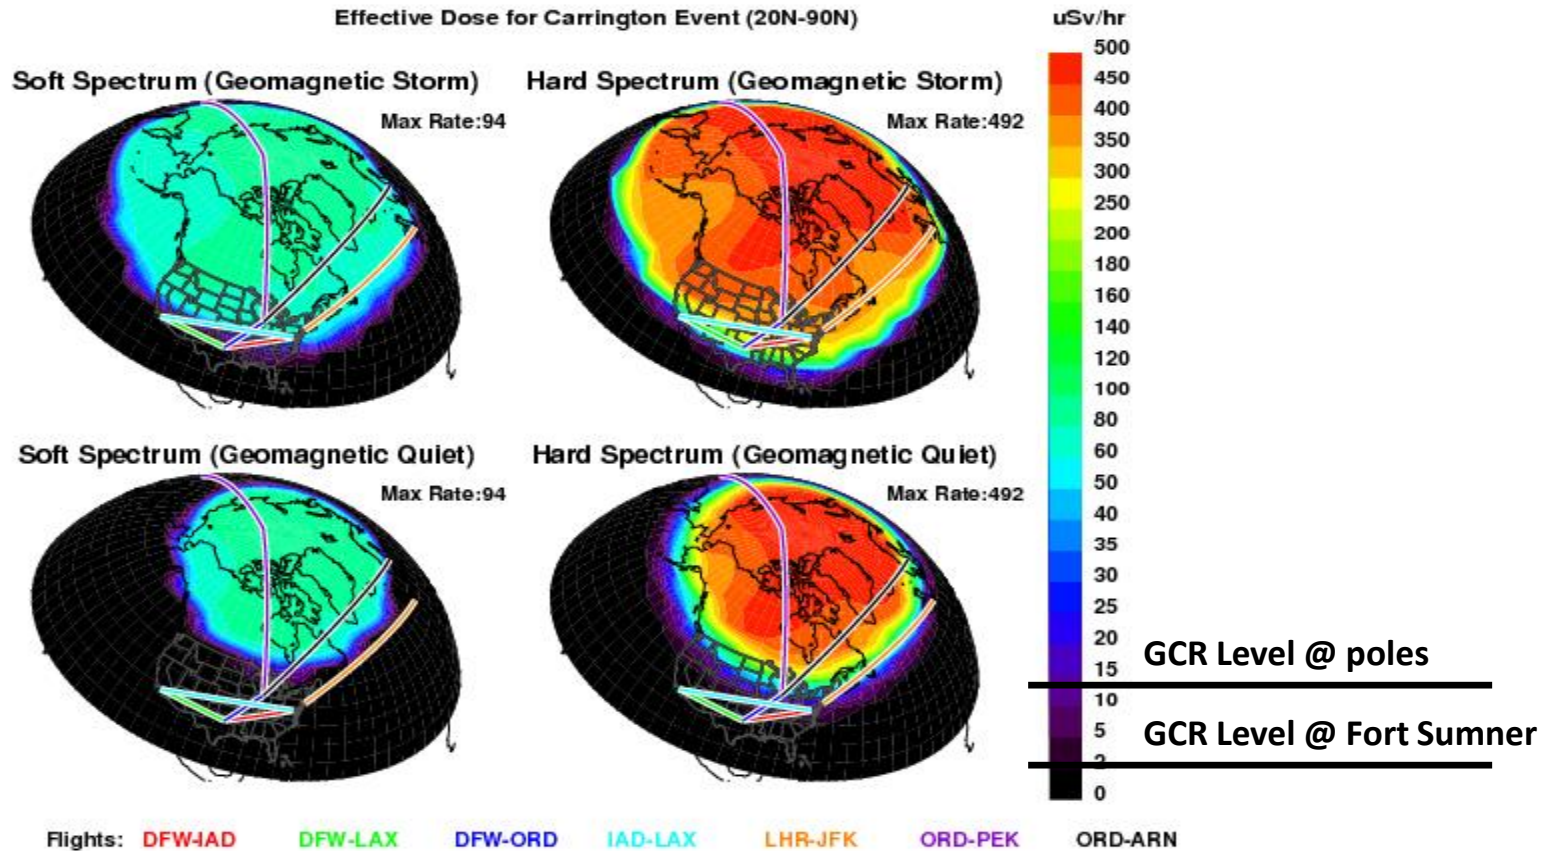 Effective Dose for Carrington Event (20N-90N)
uSv/hr
Soft Spectrum (Geomagnetic Storm)
Max Rate:94
Hard Spectrum (Geomagnetic Storm)
Max Rate:492
Soft Spectrum (Geomagnetic Quiet)
Max Rate:94
Hard Spectrum (Geomagnetic Quiet)
Max Rate:492
500
450
400
350
300
250
200
180
160
140
120
100
80
60
50
40
35
30
25
20
15
10
5
2
0
GCR Level @ poles
GCR Level @ Fort Sumner
Flights: DFW-IAD DFW-LAX DFW-ORD IAD-LAX LHR-JFK ORD-PEK ORD-ARN